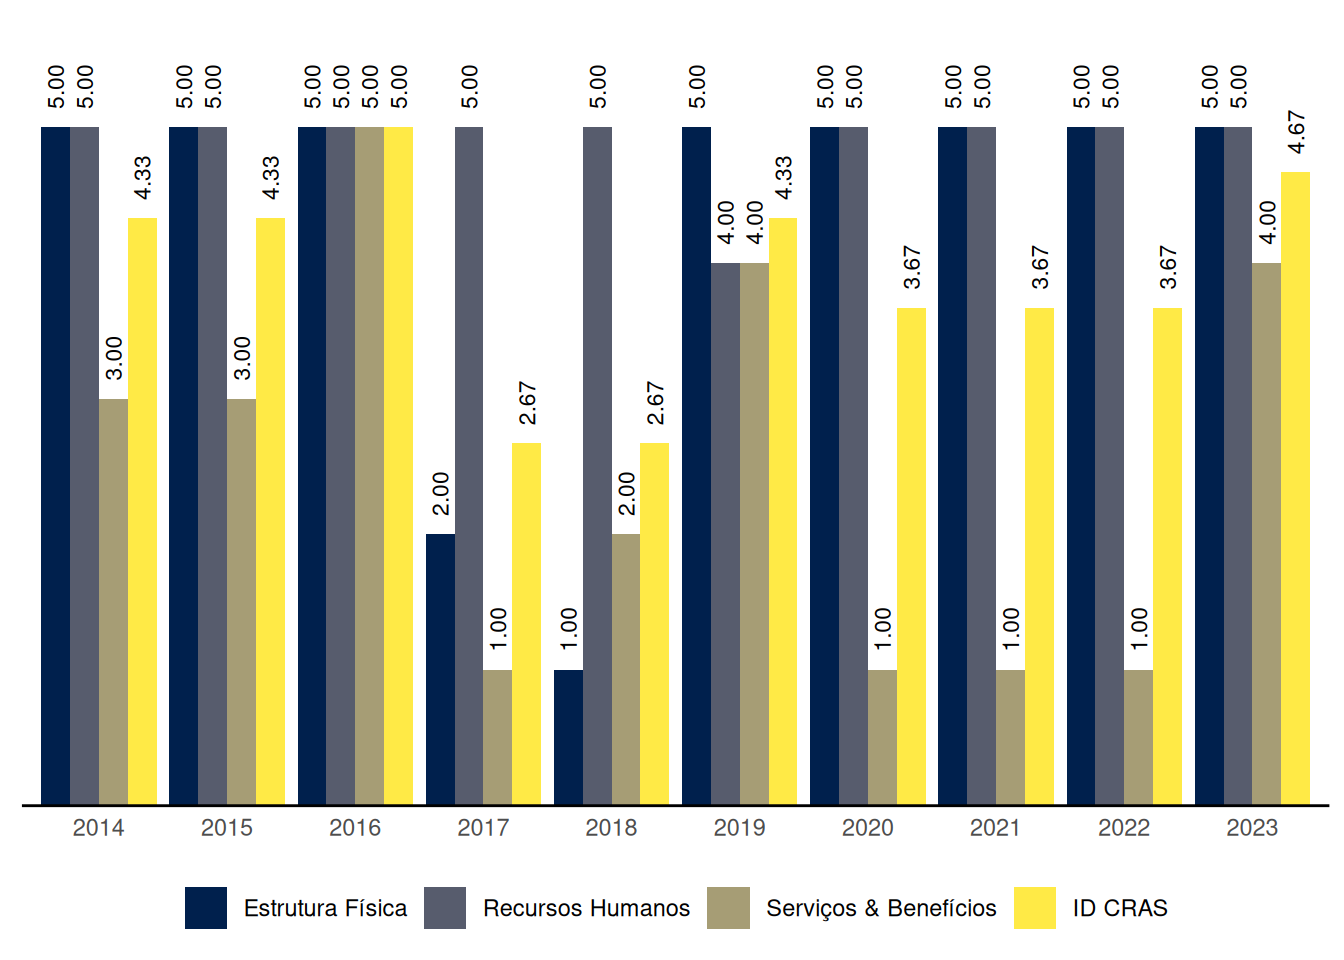 5.00 5.00 3.00 4.33
5.00 5.00 3.00 4.33
5.00 5.00 5.00 5.00
2.00 5.00 1.00 2.67
1.00 5.00 2.00 2.67
5.00 4.00 4.00 4.33
5.00 5.00 1.00 3.67
5.00 5.00 1.00 3.67
5.00 5.00 1.00 3.67
5.00 5.00 4.00 4.67
2014 2015 2016 2017 2018 2019 2020 2021 2022 2023
Estrutura Física Recursos Humanos Serviços & Benefícios ID CRAS